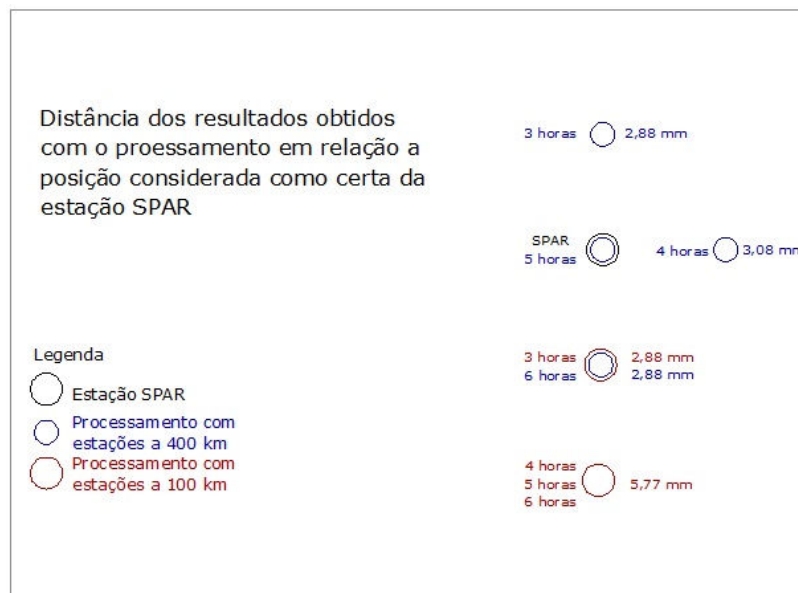 Distância dos resultados obtidos
com o proessamento em relação a
posição considerada como certa da
estação SPAR
3 horas 2,88 mm
SPAR
5 horas
4 horas 3,08 mm
3 horas 2,88 mm
6 horas 2,88 mm
4 horas
5 horas 5,77 mm
6 horas
Legenda
Estação SPAR
Processamento com
estações a 400 km
Processamento com
estações a 100 km